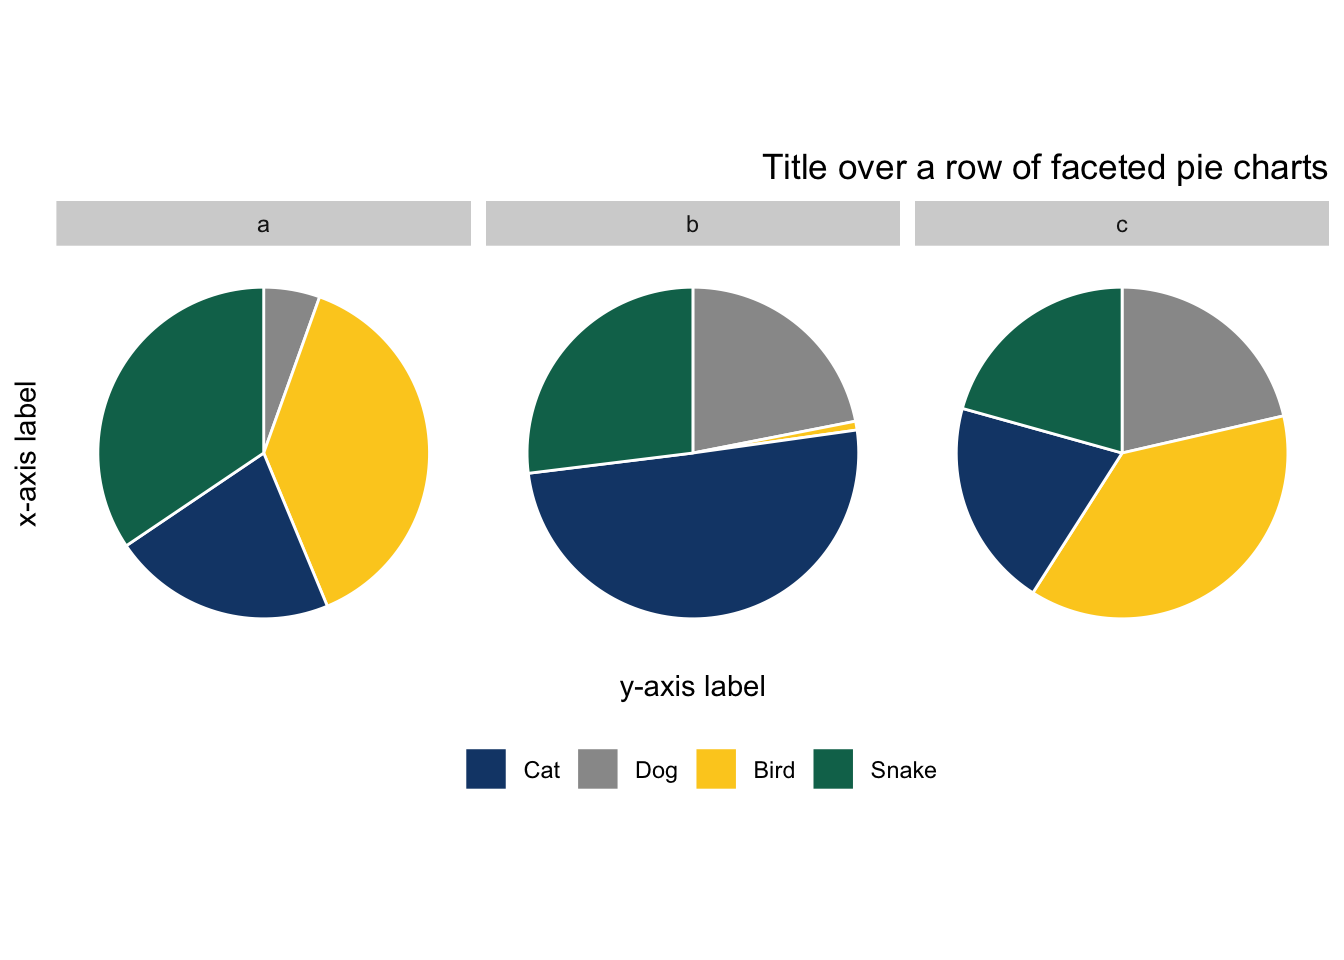 Title over a row of faceted pie charts
a
b
c
x-axis label
y-axis label
Cat
Dog
Bird
Snake